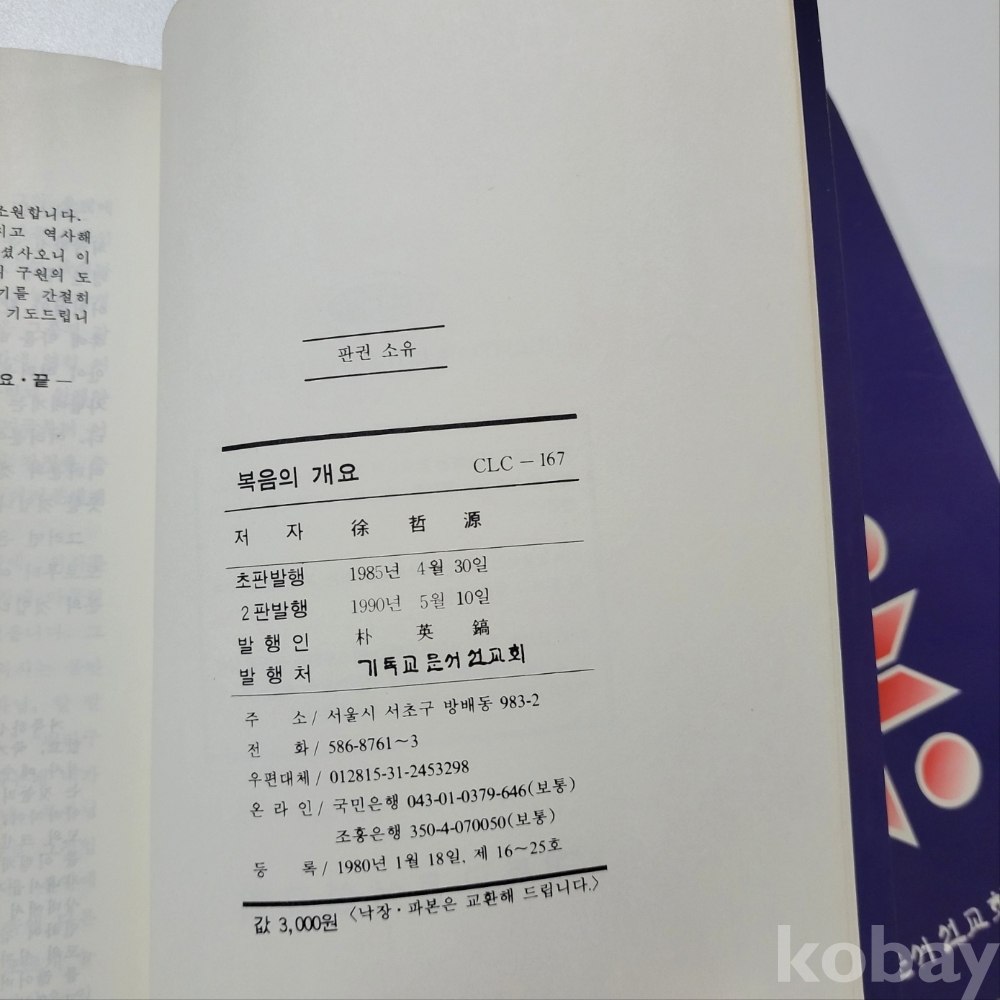 조원합니다.
지고 역사해
셨사오니 이
구원의 도
기를 간절히
기도드립니
요·끝 —
판권 소유
복음의 개요 CLC – 167
저 자 徐 哲 源
초판발행 1985년 4월 30일
2판발행 1990년 5월 10일
발 행 인 朴 英 鎬
발 행 처 기독교문서선교회
주 소 / 서울시 서초구 방배동 983-2
전 화 / 586-8761~3
우편대체 / 012815-31-2453298
온 라 인 / 국민은행 043-01-0379-646(보통)
조흥은행 350-4-070050(보통)
등 록 / 1980년 1월 18일, 제 16~25호
값 3,000원 〈낙장·파본은 교환해 드립니다.〉
서선교회
kobay